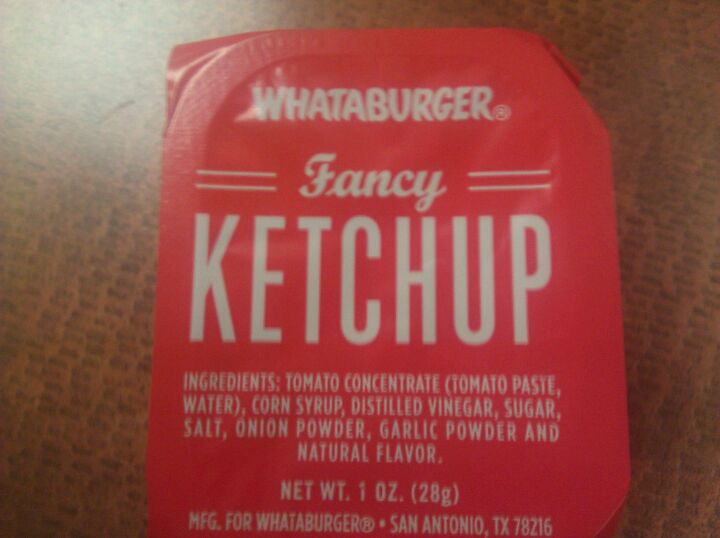 WHATABURGER®
Fancy
KETCHUP
INGREDIENTS: TOMATO CONCENTRATE (TOMATO PASTE,
WATER), CORN SYRUP, DISTILLED VINEGAR, SUGAR,
SALT, ONION POWDER, GARLIC POWDER AND
NATURAL FLAVOR.
NET WT. 1 OZ. (28g)
MFG. FOR WHATABURGER® • SAN ANTONIO, TX 78216